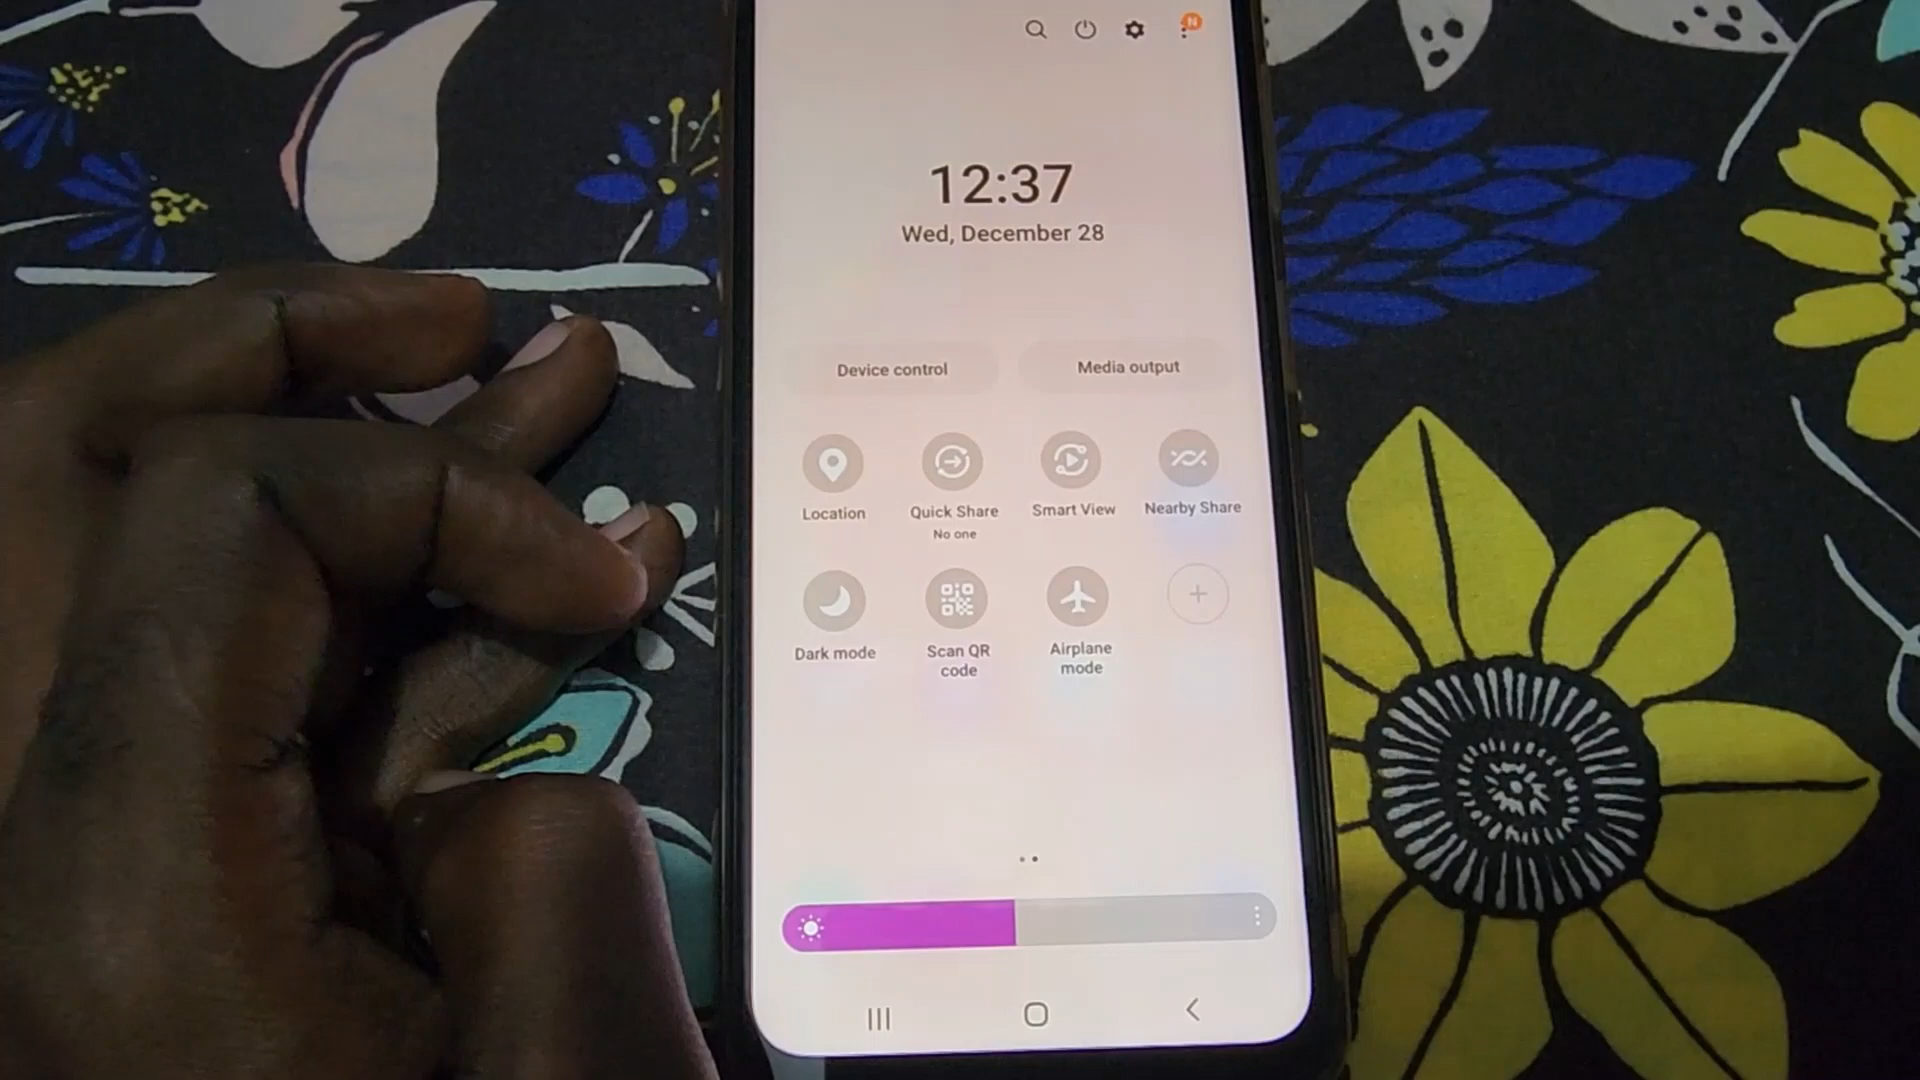 N
12:37
Wed, December 28
Device control
Media output
Location
Quick Share
No one
Smart View
Nearby Share
Dark mode
Scan QR
code
Airplane
mode